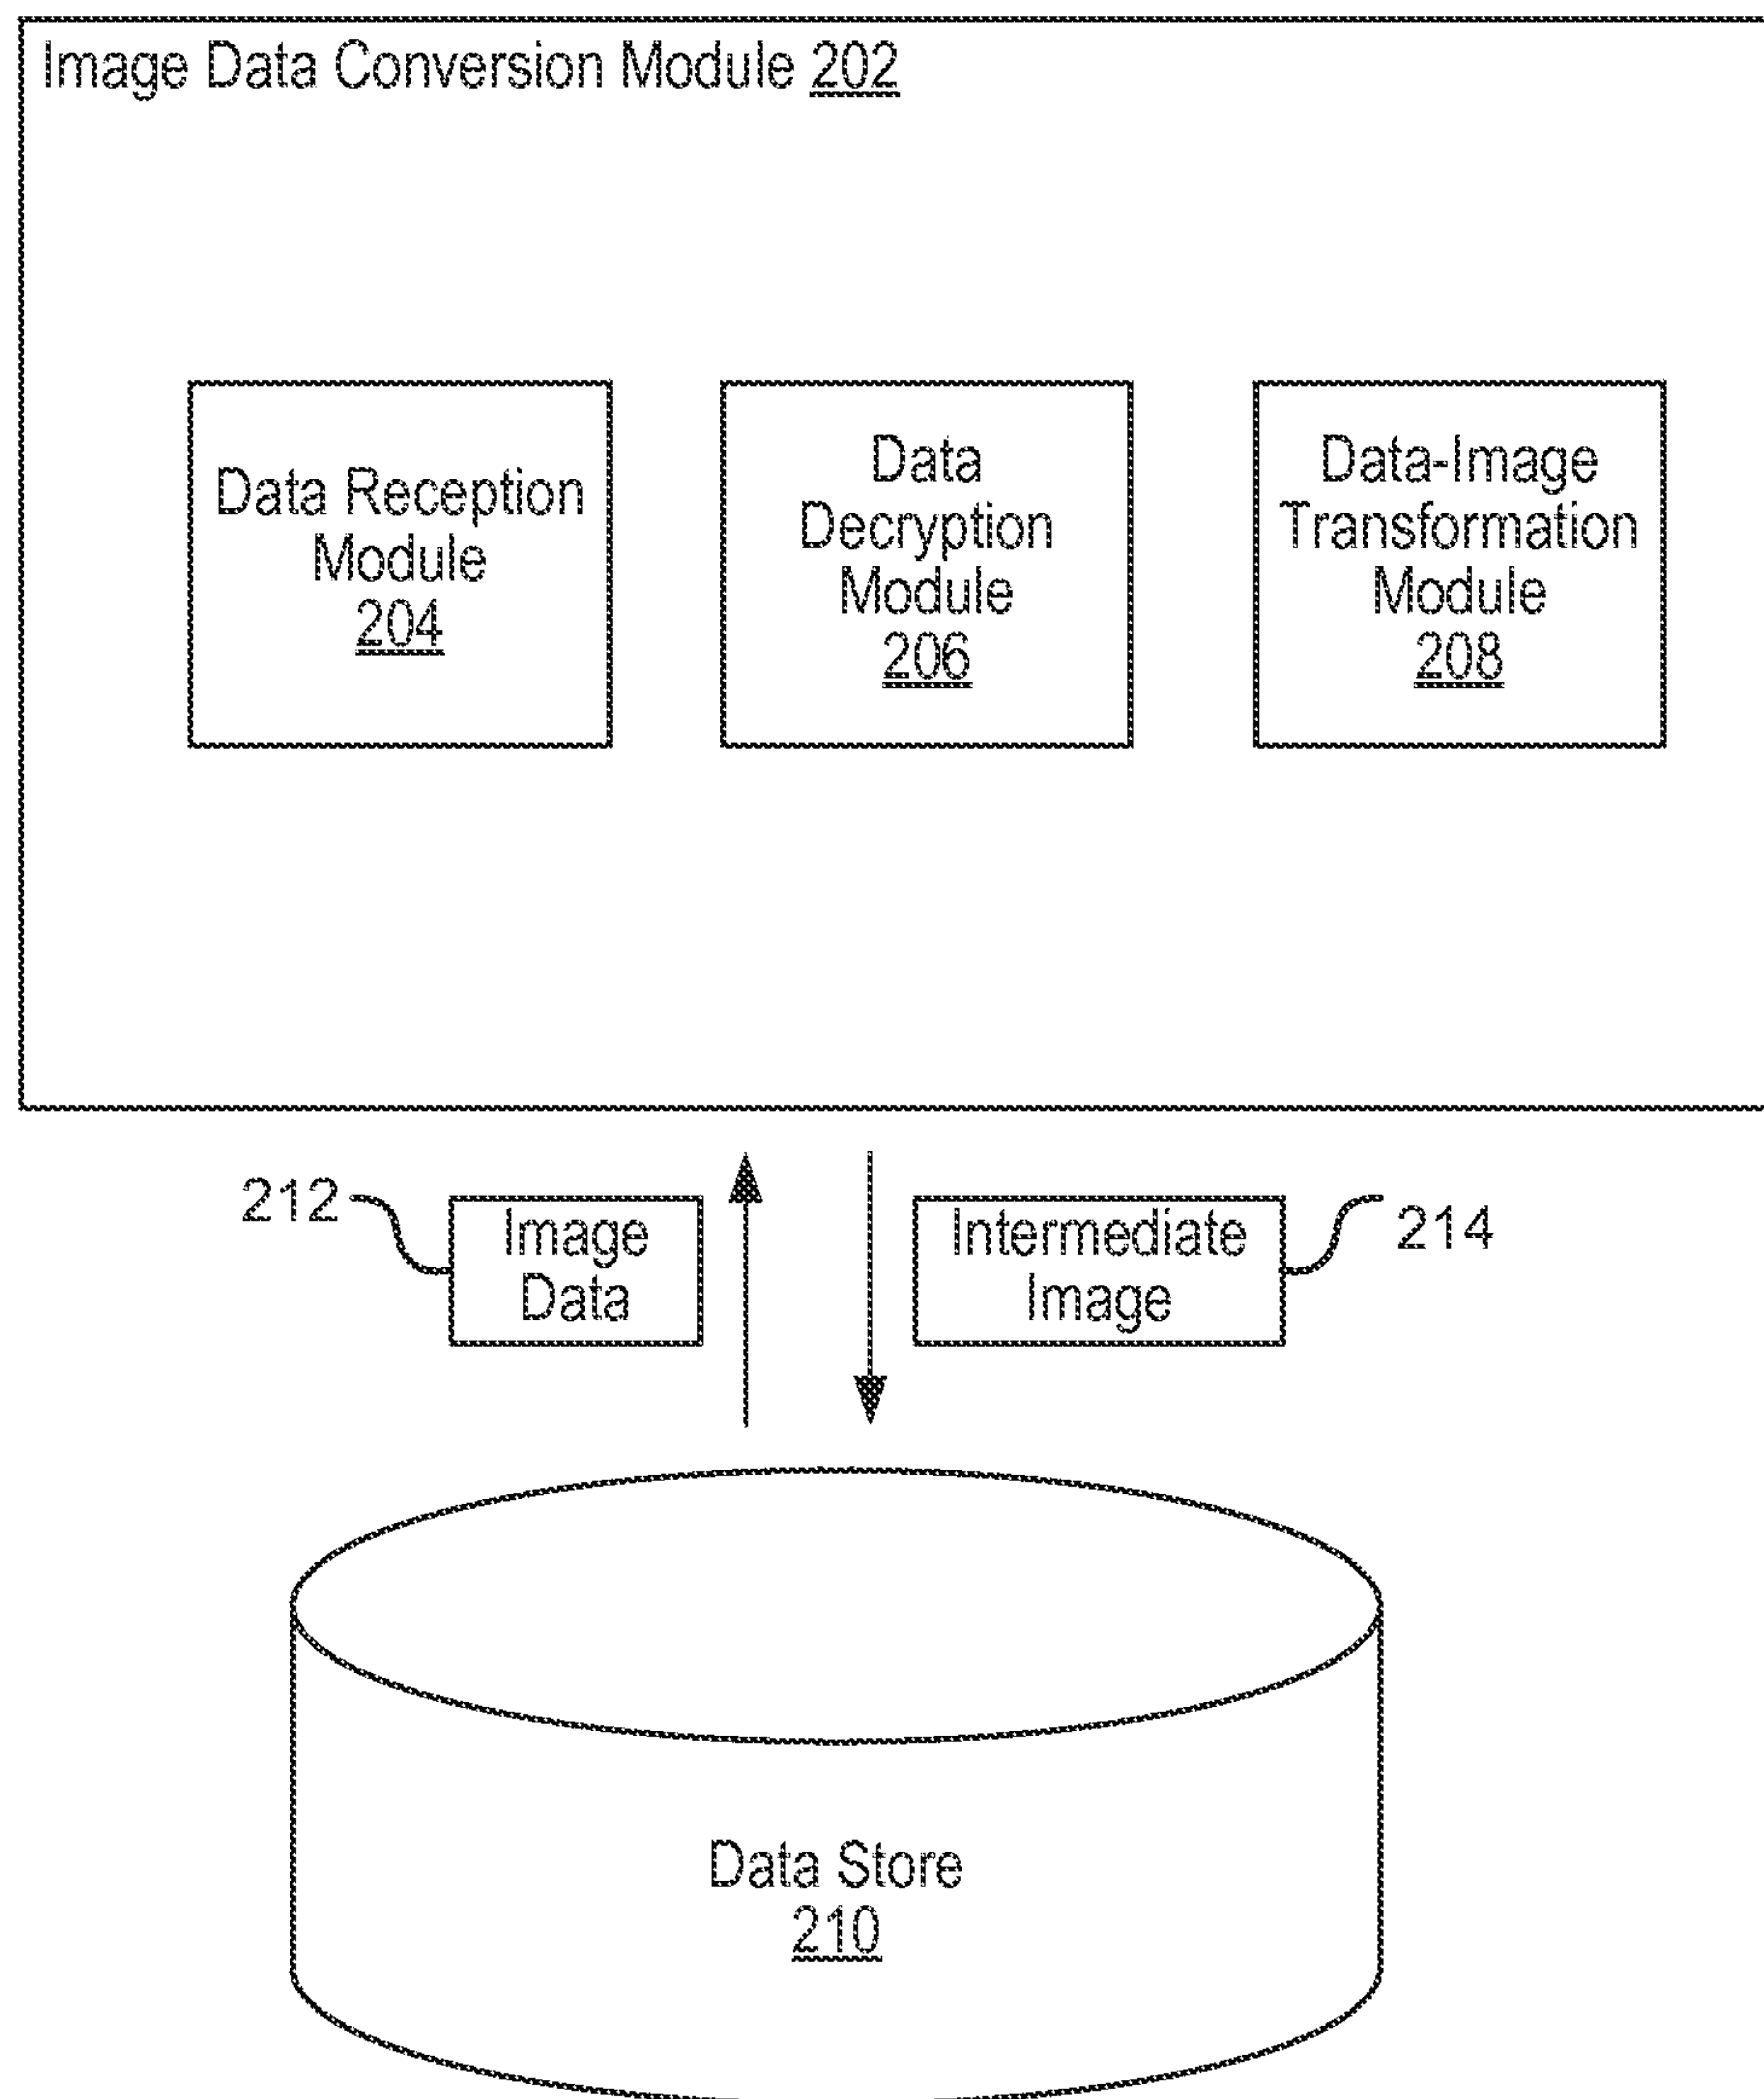 Image Data Conversion Module 202
Data Reception
Module
204
Data
Decryption
Module
206
Data-Image
Transformation
Module
208
212
Image
Data
Intermediate
Image
214
Data Store
210